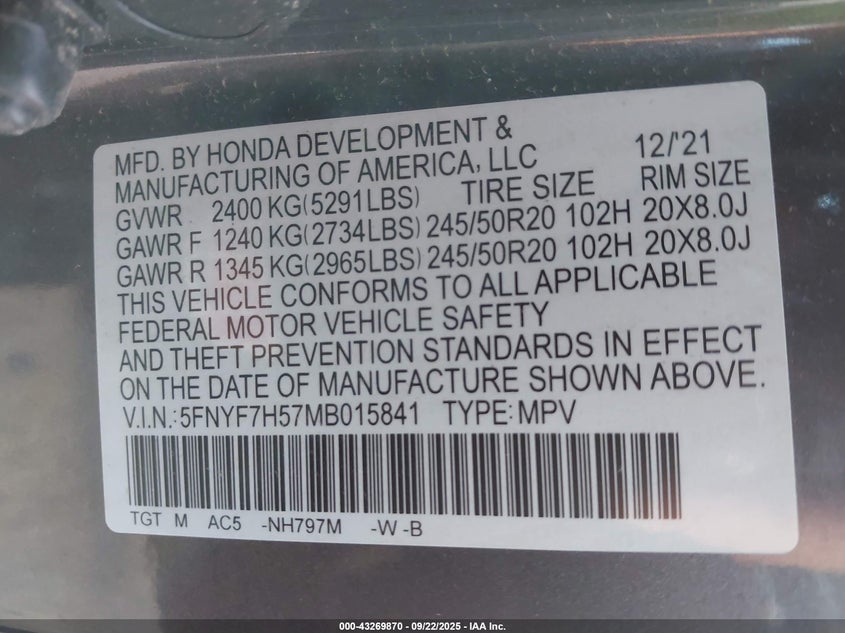 MFD. BY HONDA DEVELOPMENT &
MANUFACTURING OF AMERICA, LLC 12/'21
GVWR 2400 KG(5291LBS) TIRE SIZE RIM SIZE
GAWR F 1240 KG(2734LBS) 245/50R20 102H 20X8.0J
GAWR R 1345 KG(2965LBS) 245/50R20 102H 20X8.0J
THIS VEHICLE CONFORMS TO ALL APPLICABLE
FEDERAL MOTOR VEHICLE SAFETY
AND THEFT PREVENTION STANDARDS IN EFFECT
ON THE DATE OF MANUFACTURE SHOWN ABOVE.
V.I.N.: 5FNYF7H57MB015841 TYPE: MPV
TGT M AC5 -NH797M -W -B
000-43269870 - 09/22/2025 - IAA Inc.